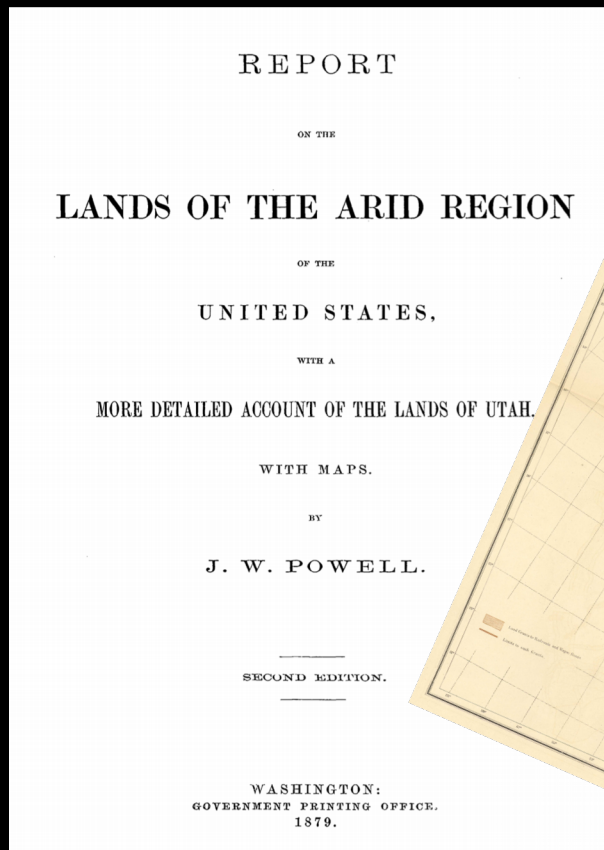 REPORT
ON THE
LANDS OF THE ARID REGION
OF THE
UNITED STATES,
WITH A
MORE DETAILED ACCOUNT OF THE LANDS OF UTAH.
WITH MAPS.
BY
J. W. POWELL.
SECOND EDITION.
WASHINGTON:
GOVERNMENT PRINTING OFFICE.
1879.